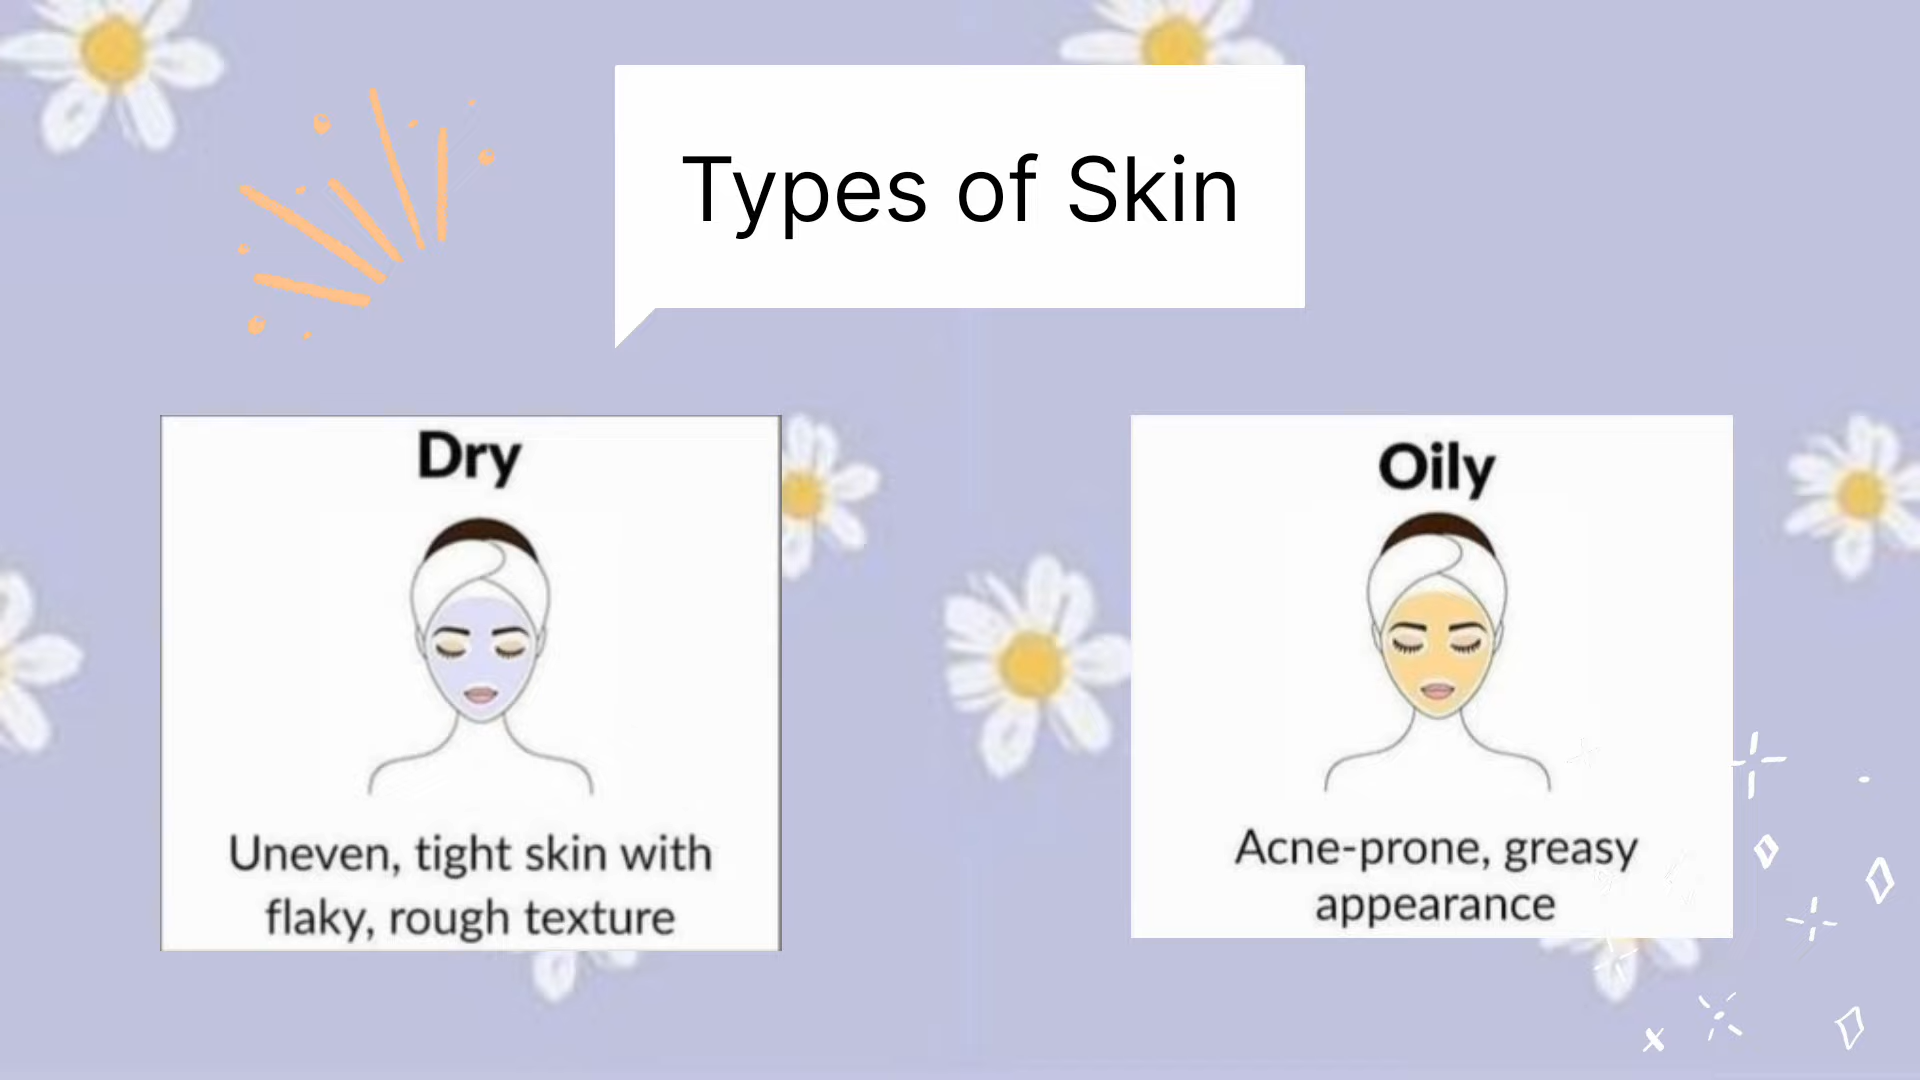 Types of Skin
Dry
Uneven, tight skin with
flaky, rough texture
Oily
Acne-prone, greasy
appearance